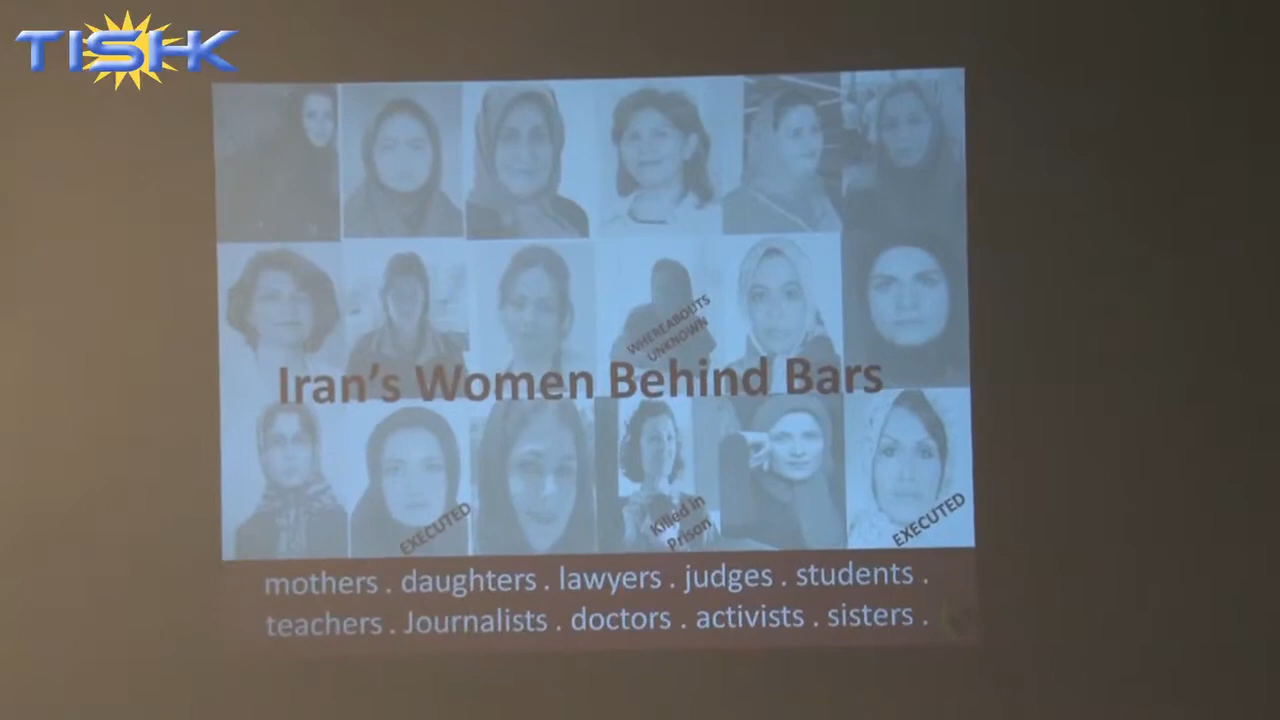 TISHK
WHEREABOUTS
UNKNOWN
Iran's Women Behind Bars
EXECUTED
Killed in
Prison
EXECUTED
mothers . daughters . lawyers . judges . students .
teachers . Journalists . doctors . activists . sisters .